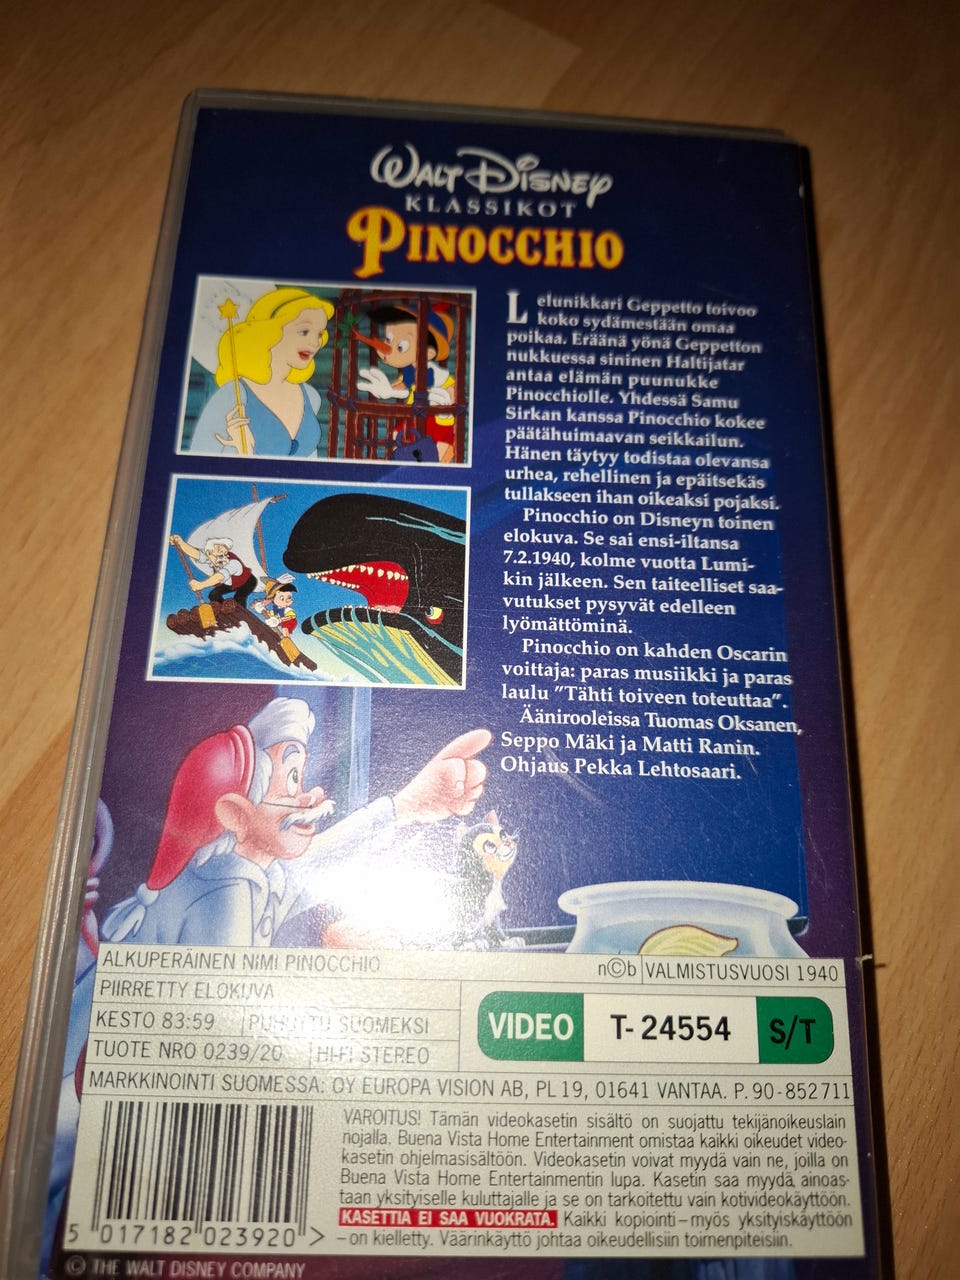 WALT DISNEY
KLASSIKOT
PINOCCHIO
Lelunikkari Geppetto toivoo
koko sydämestään omaa
poikaa. Eräänä yönä Geppetton
nukkuessa sininen Haltijatar
antaa elämän puunukke
Pinocchiolle. Yhdessä Samu
Sirkan kanssa Pinocchio kokee
päätähuimaavan seikkailun.
Hänen täytyy todistaa olevansa
urhea, rehellinen ja epäitsekäs
tullakseen ihan oikeaksi pojaksi.
Pinocchio on Disneyn toinen
elokuva. Se sai ensi-iltansa
7.2.1940, kolme vuotta Lumi-
kin jälkeen. Sen taiteelliset saa-
vutukset pysyvät edelleen
lyömättöminä.
Pinocchio on kahden Oscarin
voittaja: paras musiikki ja paras
laulu "Tähti toiveen toteuttaa".
Äänirooleissa Tuomas Oksanen,
Seppo Mäki ja Matti Ranin.
Ohjaus Pekka Lehtosaari.
ALKUPERÄINEN NIMI PINOCCHIO
n©b VALMISTUSVUOSI 1940
PIIRRETTY ELOKUVA
KESTO 83:59 PUHUTTU SUOMEKSI
TUOTE NRO 0239/20 HI-FI STEREO
VIDEO T-24554 S/T
MARKKINOINTI SUOMESSA: OY EUROPA VISION AB, PL 19, 01641 VANTAA. P. 90-852711
VAROITUS! Tämän videokasetin sisältö on suojattu tekijänoikeuslain
nojalla. Buena Vista Home Entertainment omistaa kaikki oikeudet video-
kasetin ohjelmasisältöön. Videokasetin voivat myydä vain ne, joilla on
Buena Vista Home Entertainmentin lupa. Kasetin saa myydä, ainoas-
taan yksityiselle kuluttajalle ja se on tarkoitettu vain kotivideokäyttöön.
KASETTIA EI SAA VUOKRATA. Kaikki kopiointi – myös yksityiskäyttöön
– on kielletty. Väärinkäyttö johtaa oikeudellisiin toimenpiteisiin.
5 017182 023920 >
© THE WALT DISNEY COMPANY